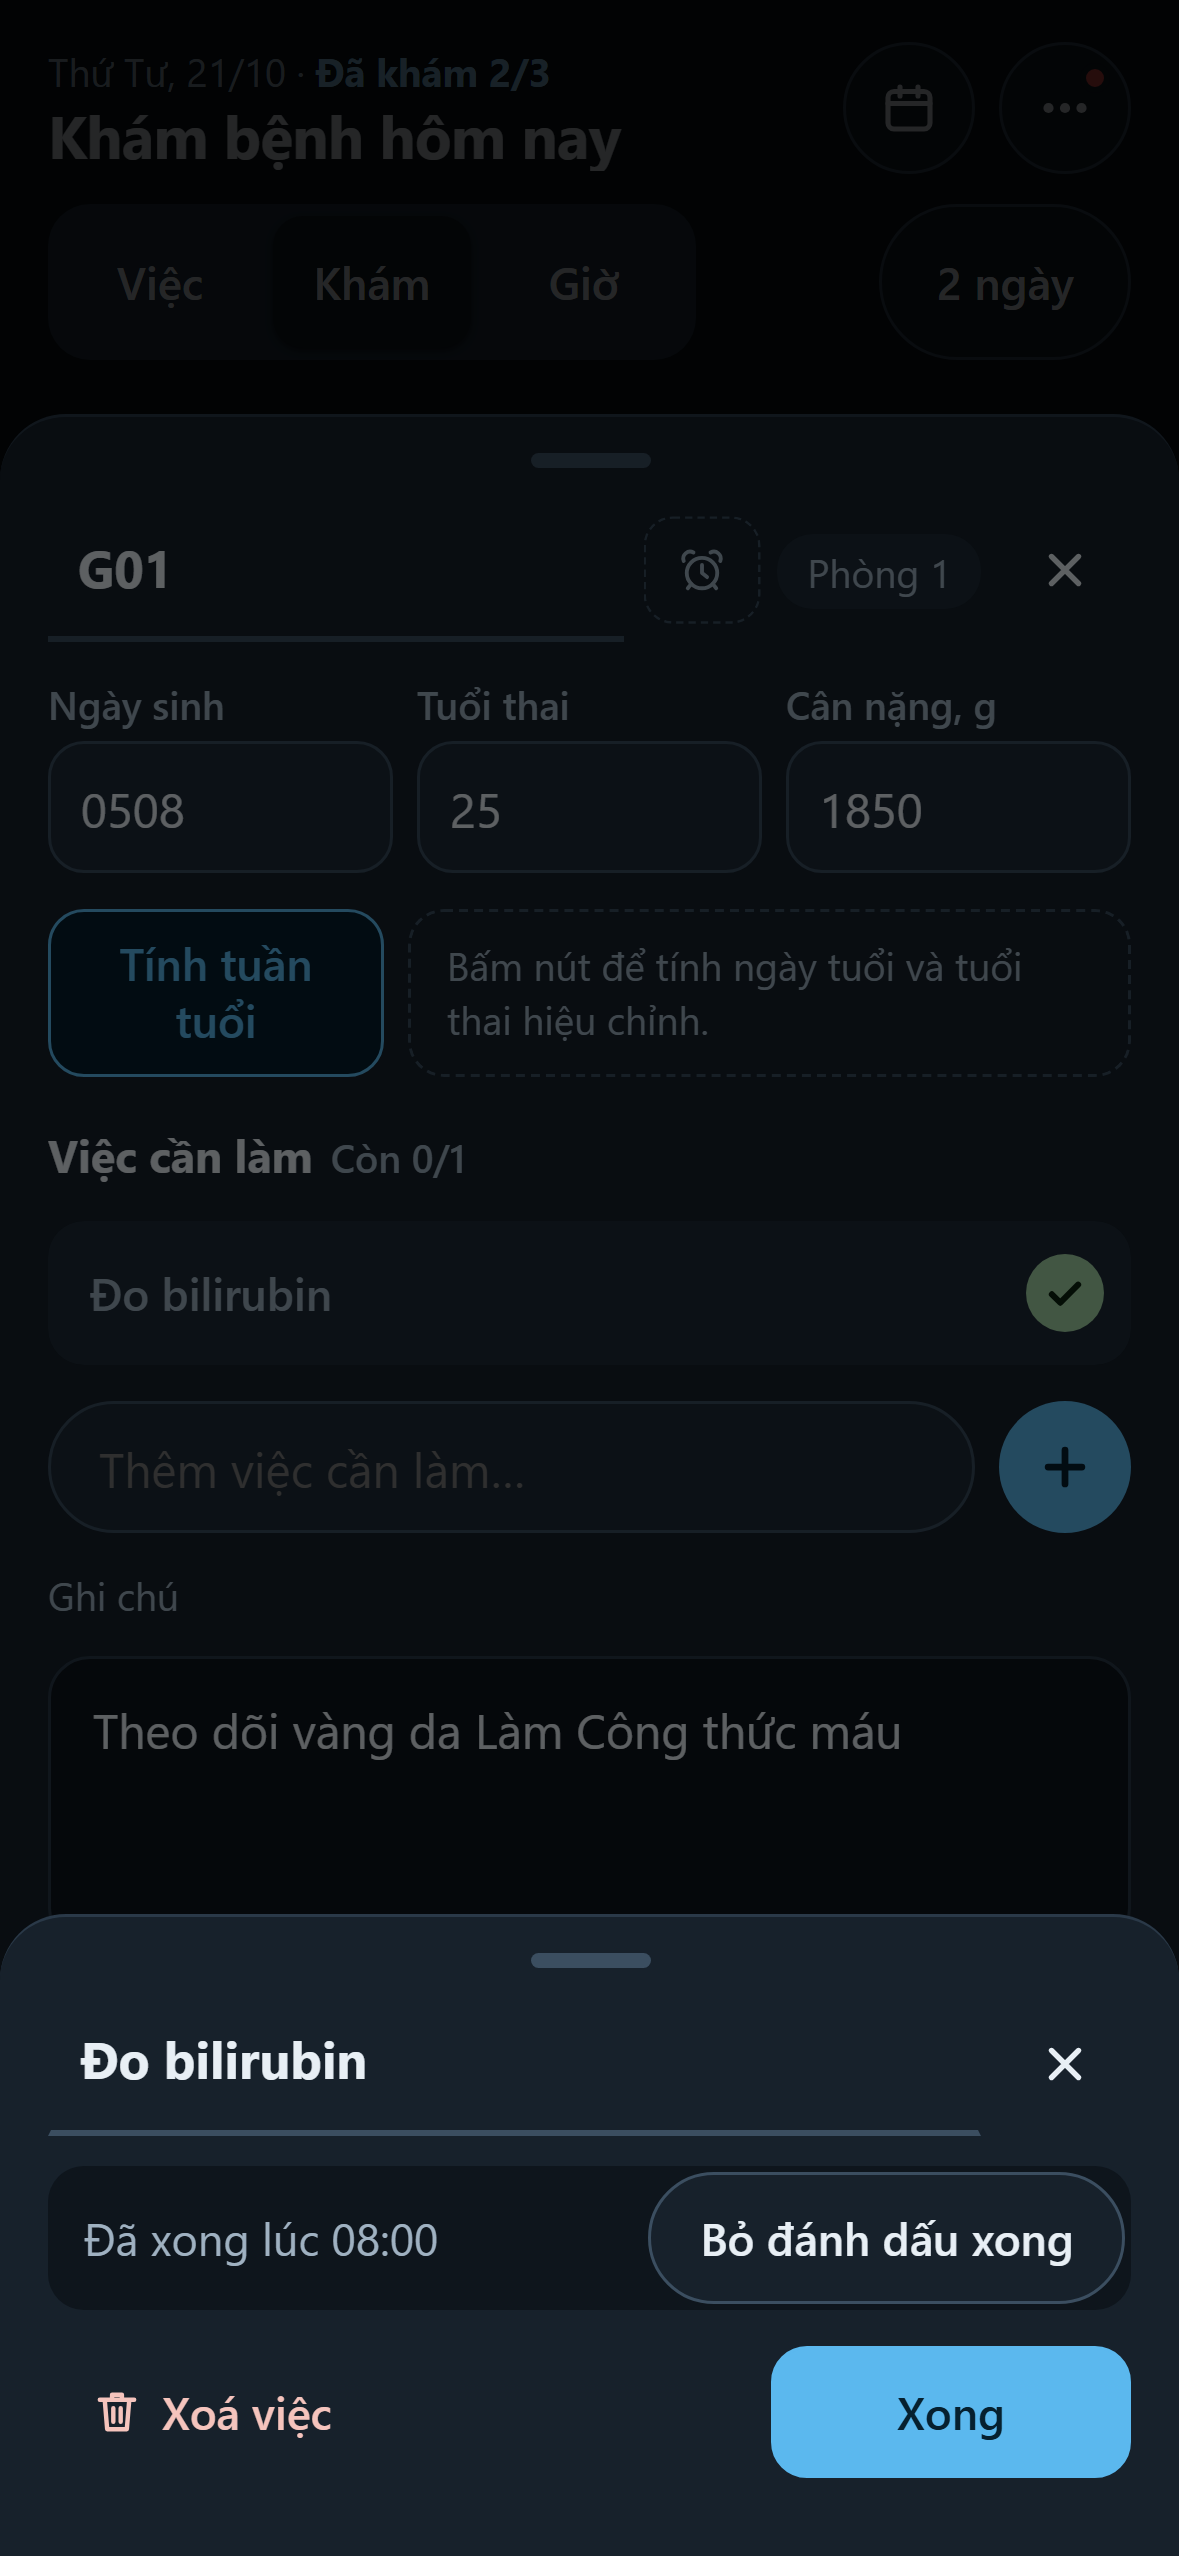 Thứ Tư, 21/10 · Đã khám 2/3
Khám bệnh hôm nay
Việc
Khám
Giờ
2 ngày
G01
Phòng 1
Ngày sinh
Tuổi thai
Cân nặng, g
0508
25
1850
Tính tuần
tuổi
Bấm nút để tính ngày tuổi và tuổi
thai hiệu chỉnh.
Việc cần làm Còn 0/1
Đo bilirubin
Thêm việc cần làm...
Ghi chú
Theo dõi vàng da Làm Công thức máu
Đo bilirubin
Đã xong lúc 08:00
Bỏ đánh dấu xong
Xoá việc
Xong